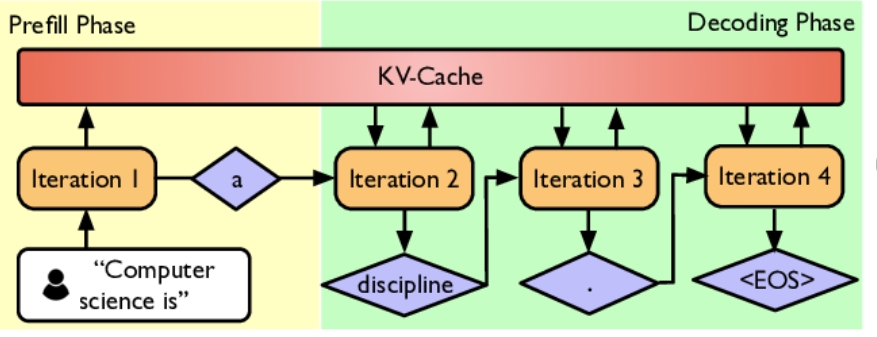 Prefill Phase
Decoding Phase
KV-Cache
Iteration 1
a
Iteration 2
Iteration 3
Iteration 4
“Computer
science is”
discipline
.
<EOS>